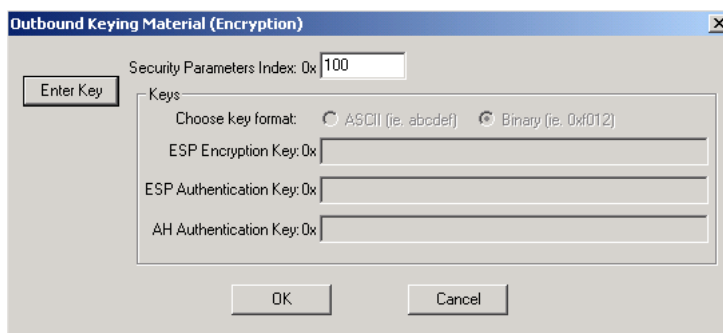 Outbound Keying Material (Encryption)
Security Parameters Index: 0x 100
Enter Key
Keys
Choose key format: ASCII (ie. abcdef) Binary (ie. 0xf012)
ESP Encryption Key: 0x
ESP Authentication Key: 0x
AH Authentication Key: 0x
OK Cancel